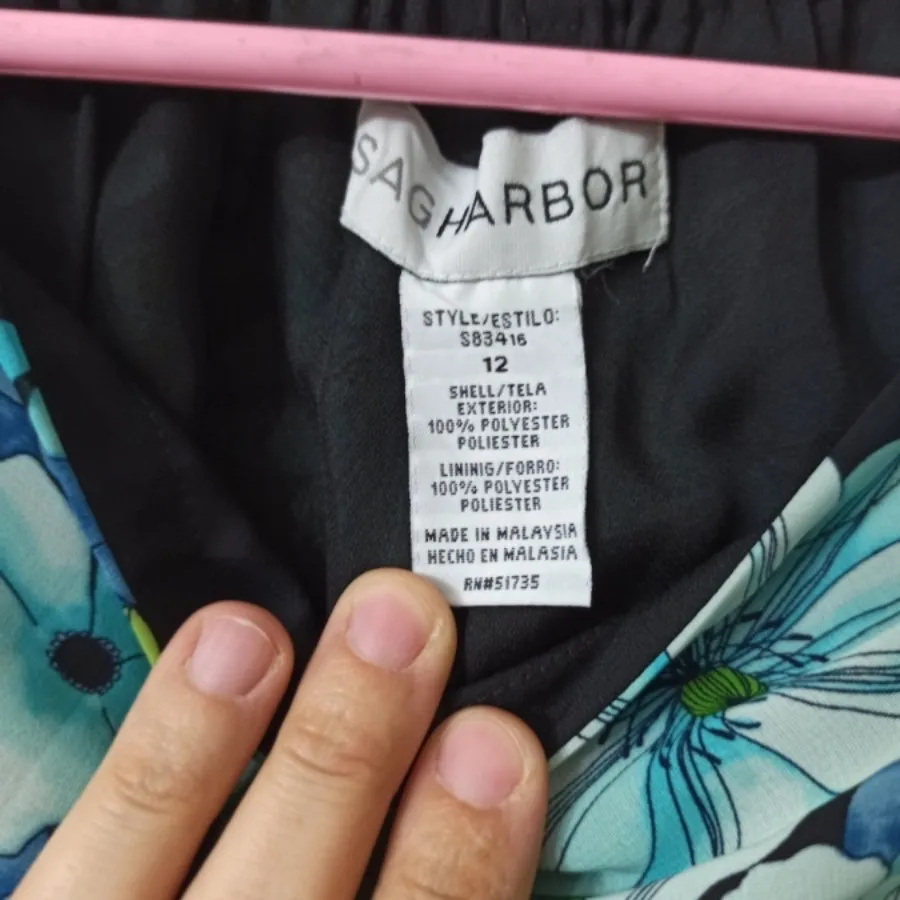 SAG HARBOR
STYLE/ESTILO:
S83416
12
SHELL/TELA
EXTERIOR:
100% POLYESTER
POLIESTER
LINING/FORRO:
100% POLYESTER
POLIESTER
MADE IN MALAYSIA
HECHO EN MALASIA
RN#51735